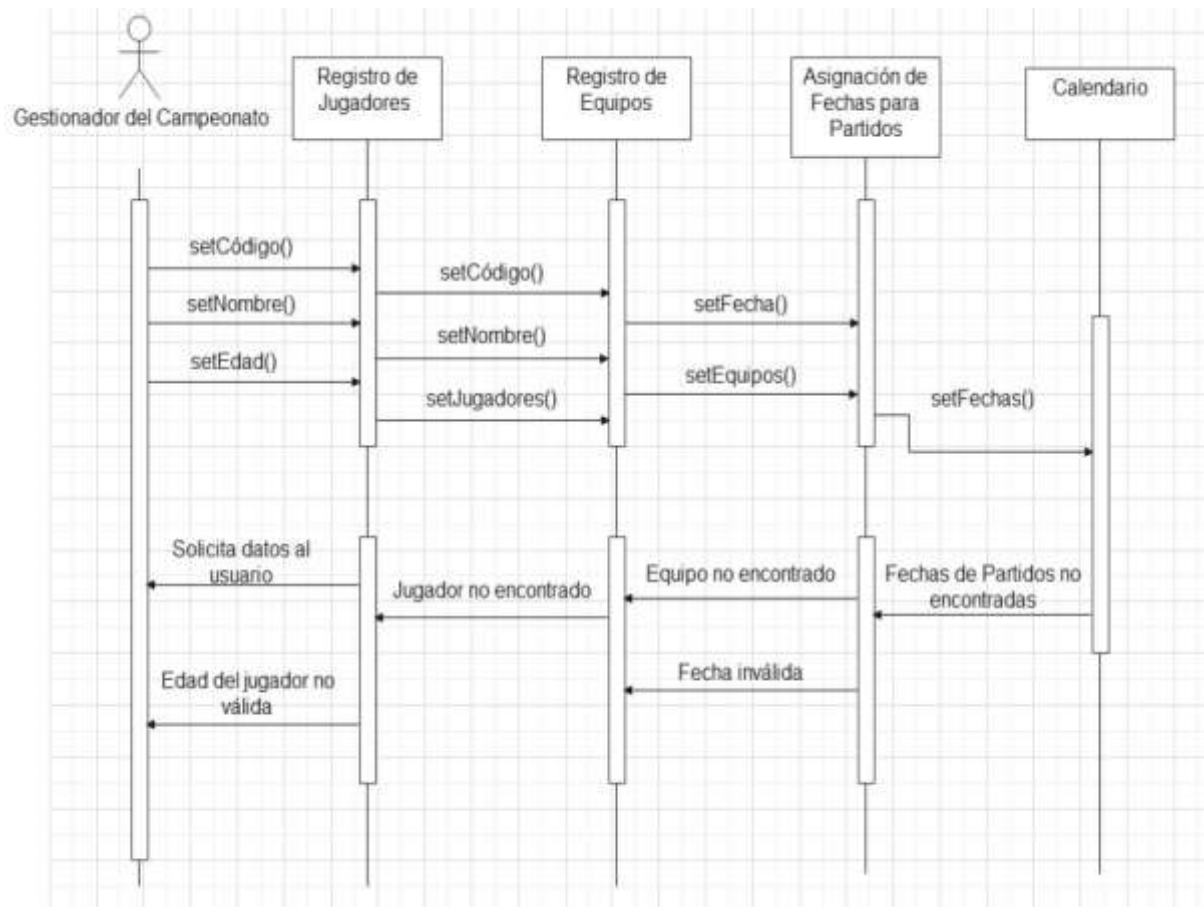 Gestionador del Campeonato
Registro de
Jugadores
Registro de
Equipos
Asignación de
Fechas para
Partidos
Calendario
setCódigo()
setCódigo()
setNombre()
setFecha()
setNombre()
setEdad()
setEquipos()
setJugadores()
setFechas()
Solicita datos al
usuario
Jugador no encontrado
Equipo no encontrado
Fechas de Partidos no
encontradas
Edad del jugador no
válida
Fecha inválida